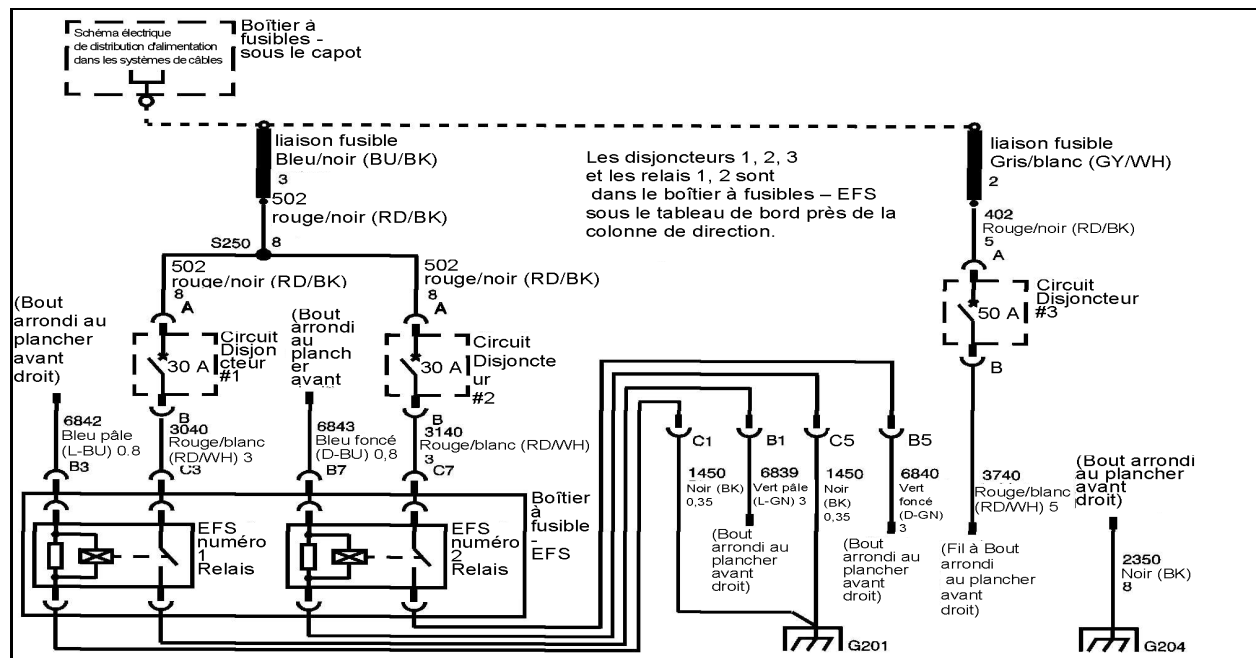 Schéma électrique
de distribution d'alimentation
dans les systèmes de câbles
Boîtier à
fusibles -
sous le capot
liaison fusible
Bleu/noir (BU/BK)
3
502
rouge/noir (RD/BK)
S250
8
Les disjoncteurs 1, 2, 3
et les relais 1, 2 sont
dans le boîtier à fusibles – EFS
sous le tableau de bord près de la
colonne de direction.
liaison fusible
Gris/blanc (GY/WH)
2
402
Rouge/noir (RD/BK)
5
A
Circuit
Disjoncteur
#3
50 A
B
502
rouge/noir (RD/BK)
8
A
502
rouge/noir (RD/BK)
8
A
(Bout
arrondi au
plancher
avant
droit)
Circuit
Disjon
cteur
#1
30 A
(Bout
arrondi
au
planch
er
avant
Circuit
Disjoncte
ur
#2
30 A
6842
Bleu pâle
(L-BU) 0.8
B3
B
3040
Rouge/blanc
(RD/WH) 3
C3
6843
Bleu foncé
(D-BU) 0,8
B7
B
3140
Rouge/blanc (RD/WH)
3
C7
C1
B1
C5
B5
1450
Noir (BK)
0,35
6839
Vert pâle
(L-GN) 3
1450
Noir
(BK)
0,35
6840
Vert
foncé
(D-GN)
3
3740
Rouge/blanc
(RD/WH) 5
(Bout arrondi
au plancher
avant
droit)
Boîtier
à
fusible
-
EFS
EFS
numéro
1
Relais
EFS
numéro
2
Relais
(Bout
arrondi au
plancher
avant
droit)
(Bout
arrondi au
plancher
avant
droit)
(Fil à Bout
arrondi
au plancher
avant
droit)
2350
Noir (BK)
8
G201
G204